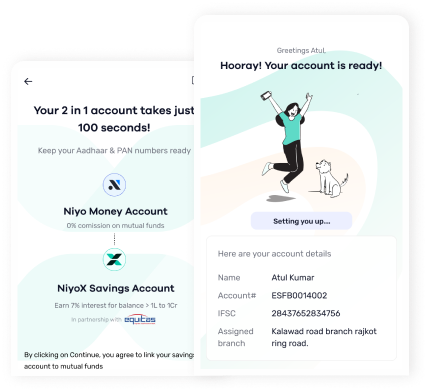 Your 2 in 1 account takes just
100 seconds!
Keep your Aadhaar & PAN numbers ready
Niyo Money Account
0% comission on mutual funds
NiyoX Savings Account
Earn 7% interest for balance > 1L to 1Cr
In partnership with equitas
By clicking on Continue, you agree to link your savings
account to mutual funds
Greetings Atul,
Hooray! Your account is ready!
Setting you up...
Here are your account details
Name Atul Kumar
Account# ESFB0014002
IFSC 28437652834756
Assigned Kalawad road branch rajkot
branch ring road.